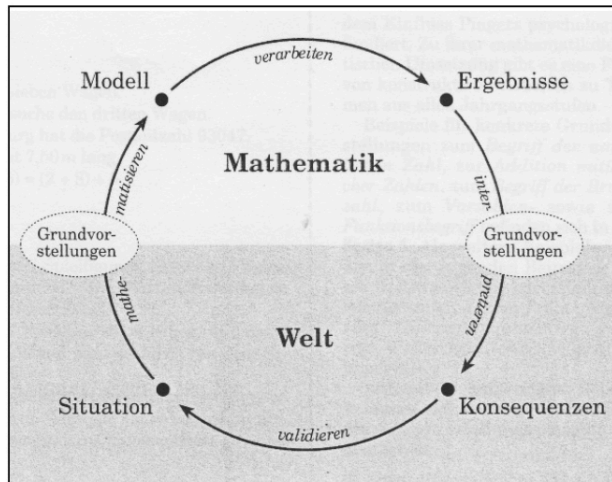 verarbeiten
Modell
Ergebnisse
Mathematik
mathe-
matisieren
inter-
pretieren
Grundvor-
stellungen
Grundvor-
stellungen
Welt
Situation
Konsequenzen
validieren